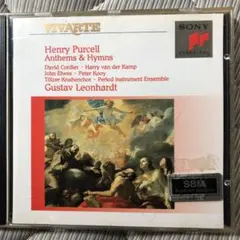 VIVARTE
SONY
CLASSICAL
Henry Purcell
Anthems & Hymns
David Cordier · Harry van der Kamp
John Elwes · Peter Kooy
Tölzer Knabenchor · Period Instrument Ensemble
Gustav Leonhardt
SBM